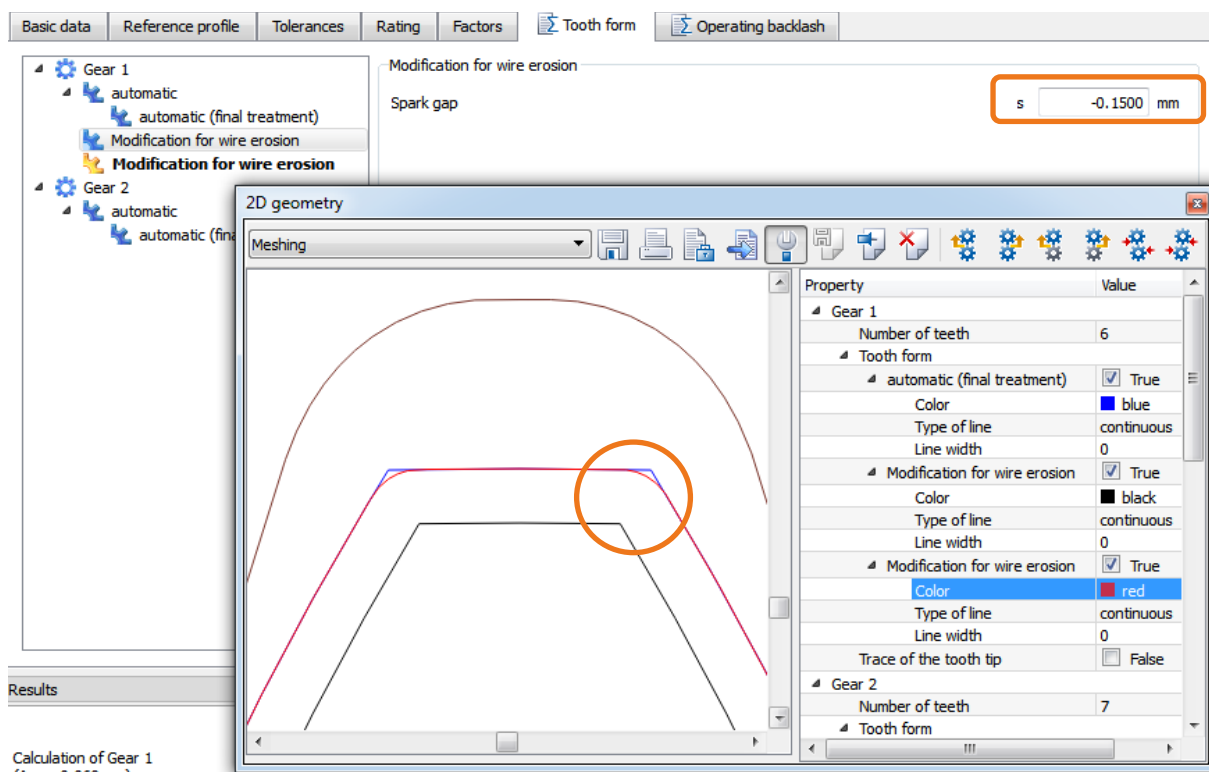 Basic data Reference profile Tolerances Rating Factors Tooth form Operating backlash
Gear 1
automatic
automatic (final treatment)
Modification for wire erosion
Modification for wire erosion
Gear 2
automatic
automatic (fina
Modification for wire erosion
Spark gap s -0.1500 mm
2D geometry
Meshing
Property Value
Gear 1
Number of teeth 6
Tooth form
automatic (final treatment) True
Color blue
Type of line continuous
Line width 0
Modification for wire erosion True
Color black
Type of line continuous
Line width 0
Modification for wire erosion True
Color red
Type of line continuous
Line width 0
Trace of the tooth tip False
Gear 2
Number of teeth 7
Tooth form
Results
Calculation of Gear 1